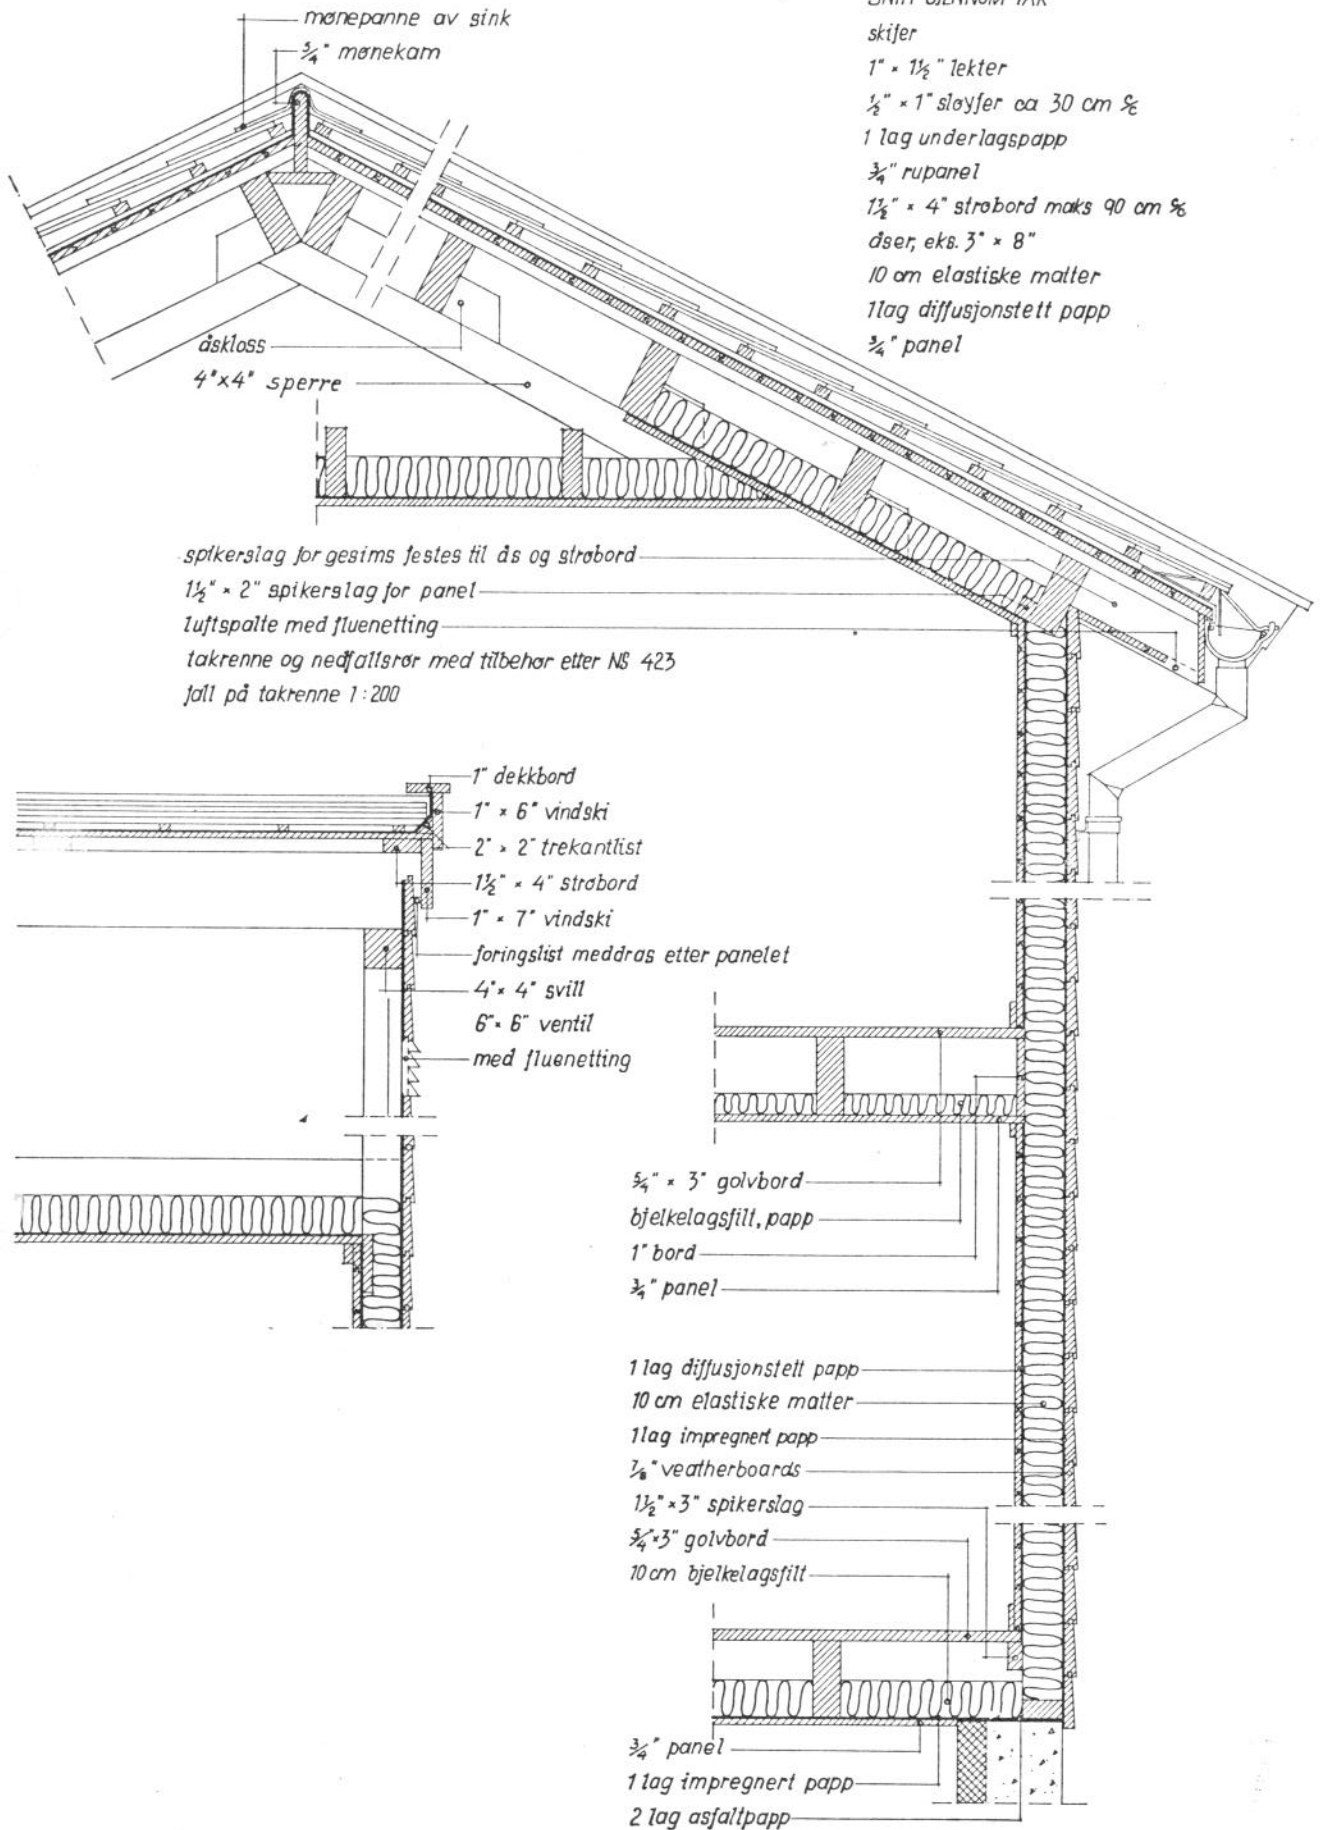 mønepanne av sink
5/4" mønekam
SNITT GJENNOM TAK
skifer
1" × 1½" lekter
½" × 1" sløyfer ca 30 cm c/c
1 lag underlagspapp
¾" rupanel
1½" × 4" strøbord maks 90 cm c/c
åser, eks. 3" × 8"
10 cm elastiske matter
1 lag diffusjonstett papp
¾" panel
åskloss
4"x4" sperre
spikerslag for gesims festes til ås og strøbord
1½" × 2" spikerslag for panel
luftspalte med fluenetting
takrenne og nedfallsrør med tilbehør etter NS 423
fall på takrenne 1:200
1" dekkbord
1" × 6" vindski
2" × 2" trekantlist
1½" × 4" strøbord
1" × 7" vindski
foringslist meddras etter panelet
4" × 4" svill
6" × 6" ventil
med fluenetting
5/4" × 3" golvbord
bjelkelagsfilt, papp
1" bord
¾" panel
1 lag diffusjonstett papp
10 cm elastiske matter
1 lag impregnert papp
7/8" veatherboards
1½" × 3" spikerslag
5/4" × 3" golvbord
10 cm bjelkelagsfilt
¾" panel
1 lag impregnert papp
2 lag asfaltpapp